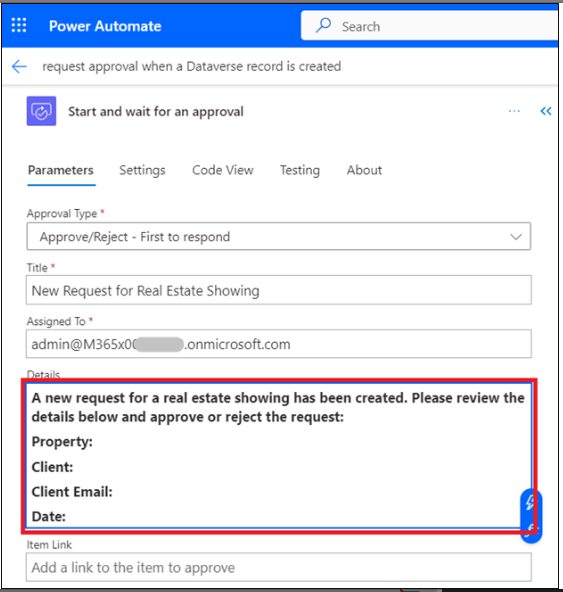 Power Automate
Search
request approval when a Dataverse record is created
Start and wait for an approval
Parameters Settings Code View Testing About
Approval Type *
Approve/Reject - First to respond
Title *
New Request for Real Estate Showing
Assigned To *
admin@M365x00 .onmicrosoft.com
Details
A new request for a real estate showing has been created. Please review the
details below and approve or reject the request:
Property:
Client:
Client Email:
Date:
Item Link
Add a link to the item to approve